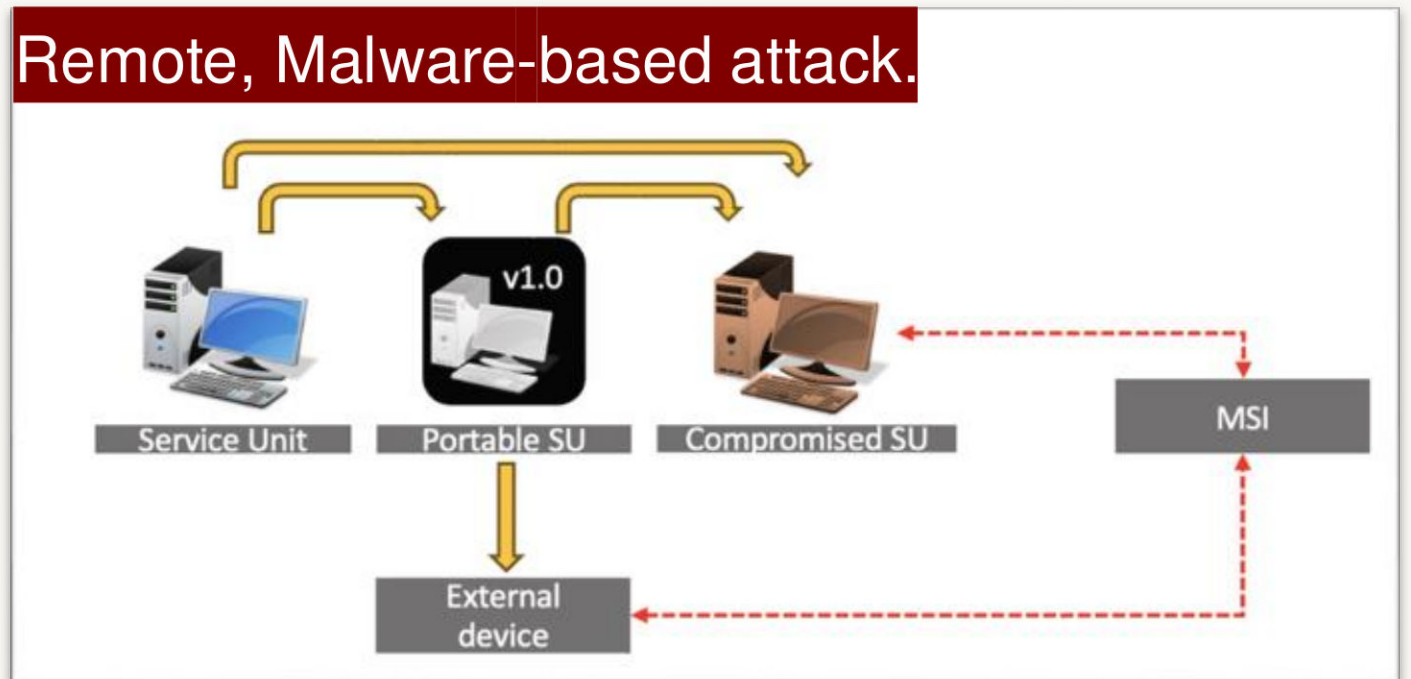 Remote, Malware-based attack.
v1.0
Service Unit
Portable SU
Compromised SU
MSI
External
device